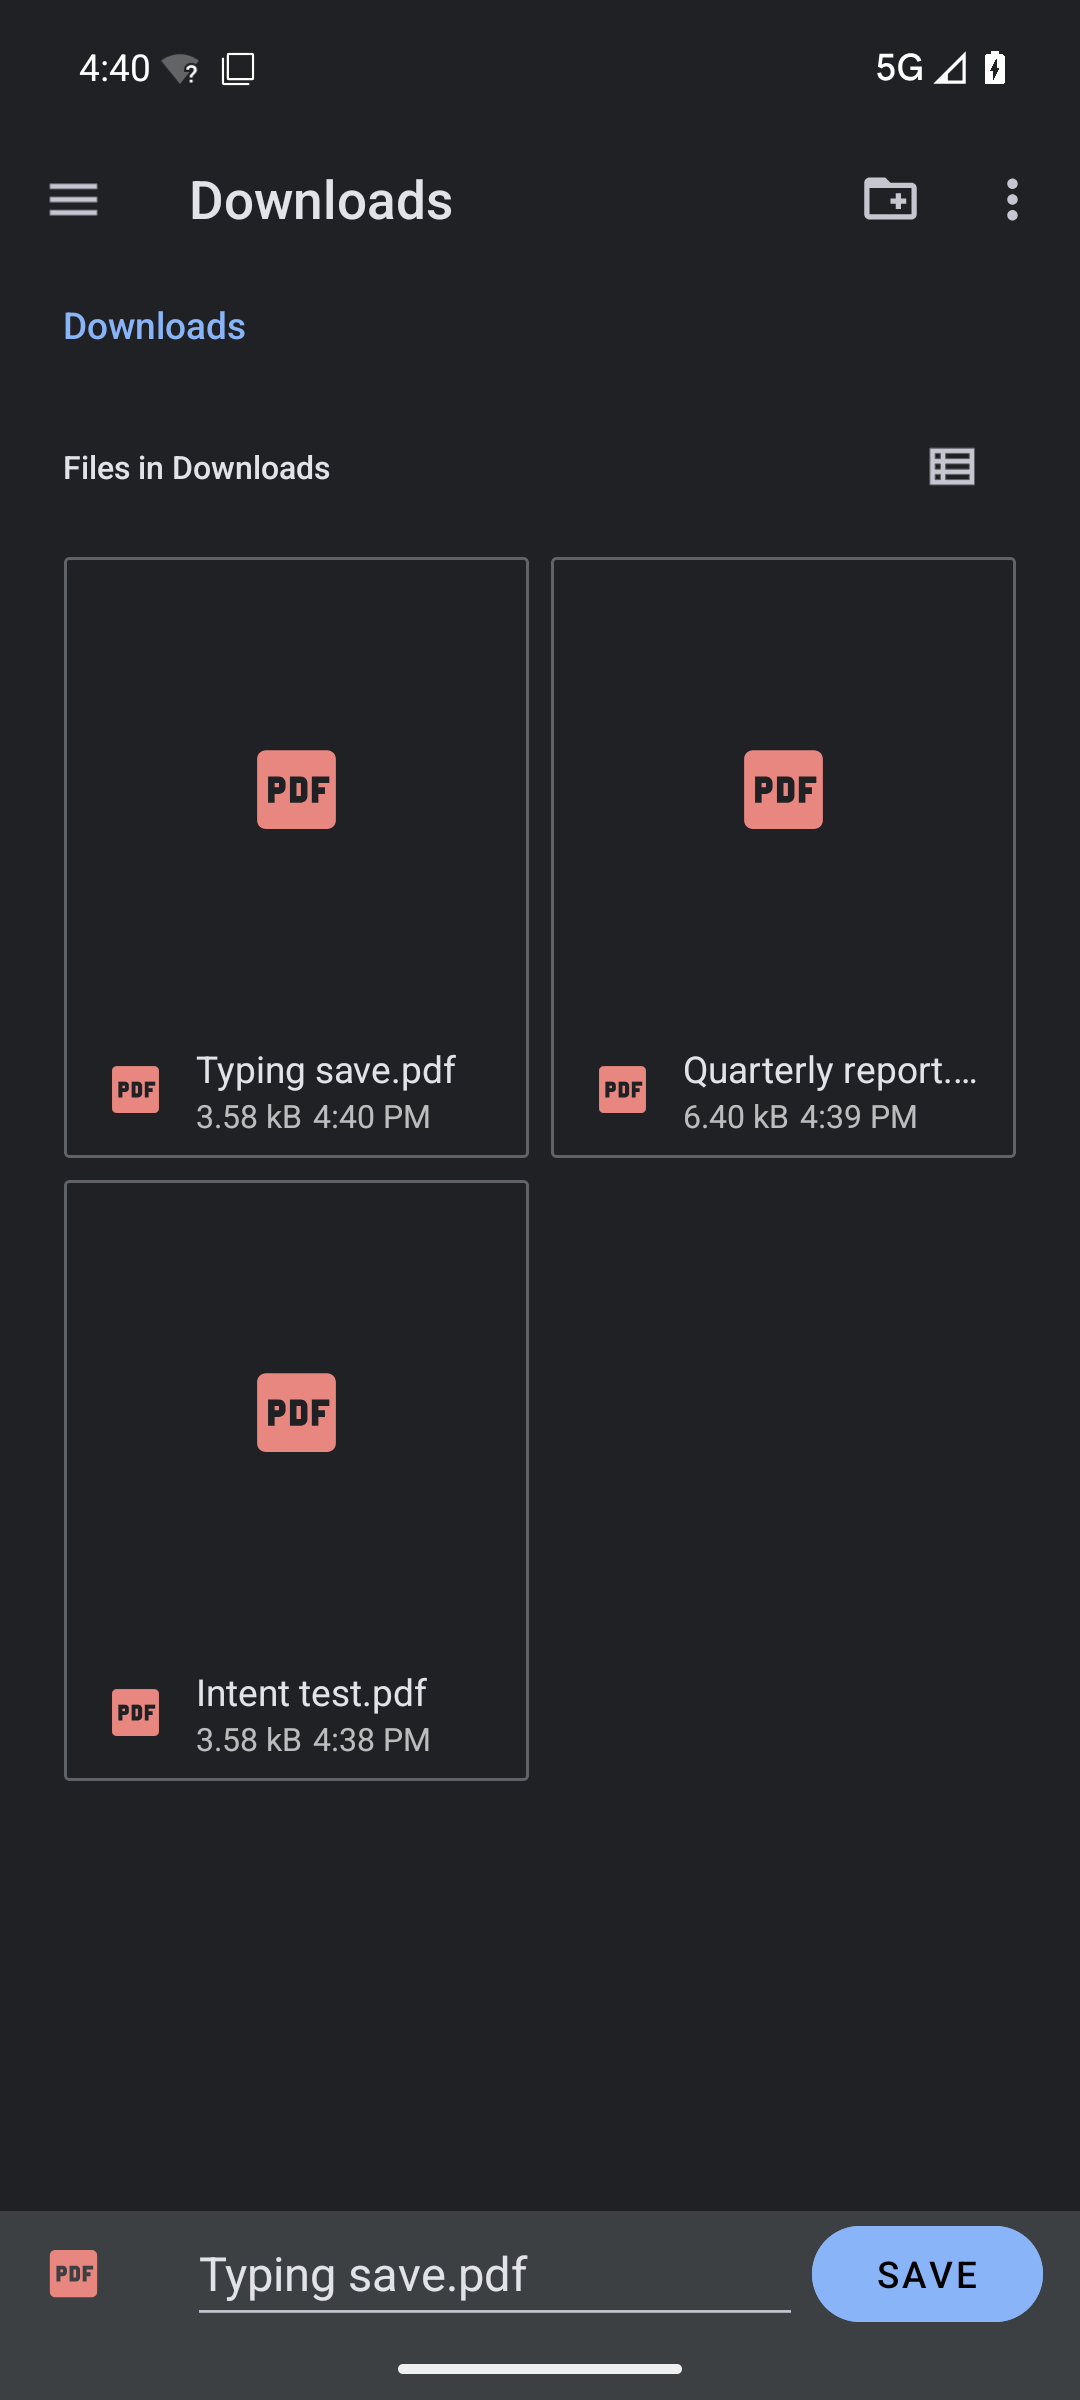 4:40
5G
Downloads
Downloads
Files in Downloads
PDF
PDF
PDF
Typing save.pdf
3.58 kB 4:40 PM
PDF
Quarterly report.…
6.40 kB 4:39 PM
PDF
PDF
Intent test.pdf
3.58 kB 4:38 PM
PDF
Typing save.pdf
SAVE